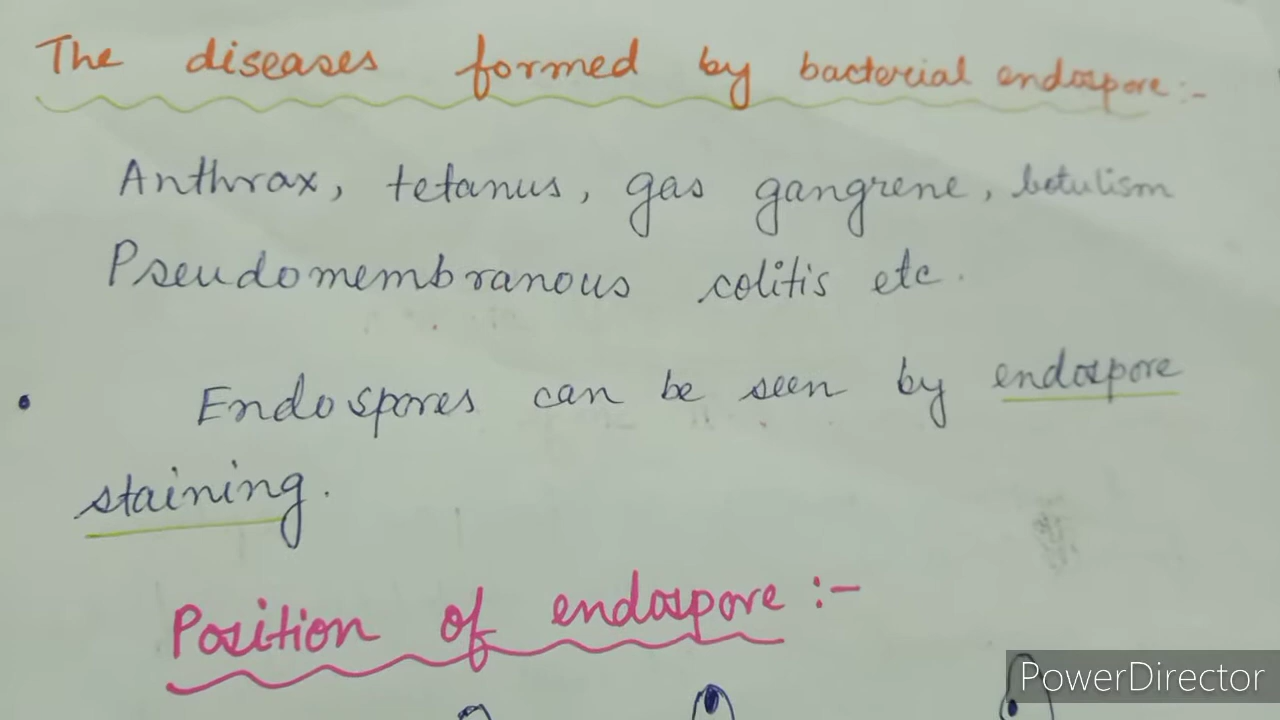 The diseases formed by bacterial endospore:-
Anthrax, tetanus, gas gangrene, botulism
Pseudomembranous colitis etc.
• Endospores can be seen by endospore
staining.
Position of endospore :-
PowerDirector